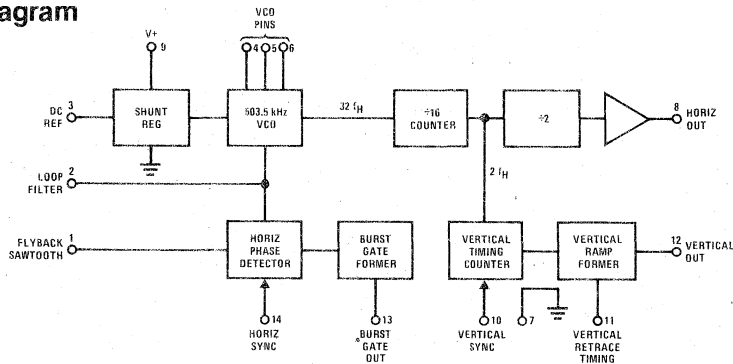 agram
VCO
PINS
V+
9
4 5 6
DC
REF
3
SHUNT
REG
503.5 kHz
VCO
32 fH
÷16
COUNTER
÷2
8
HORIZ
OUT
2
LOOP
FILTER
2 fH
1
FLYBACK
SAWTOOTH
HORIZ
PHASE
DETECTOR
BURST
GATE
FORMER
VERTICAL
TIMING
COUNTER
VERTICAL
RAMP
FORMER
12 VERTICAL
OUT
14
HORIZ
SYNC
13
BURST
GATE
OUT
10
VERTICAL
SYNC
7
11
VERTICAL
RETRACE
TIMING